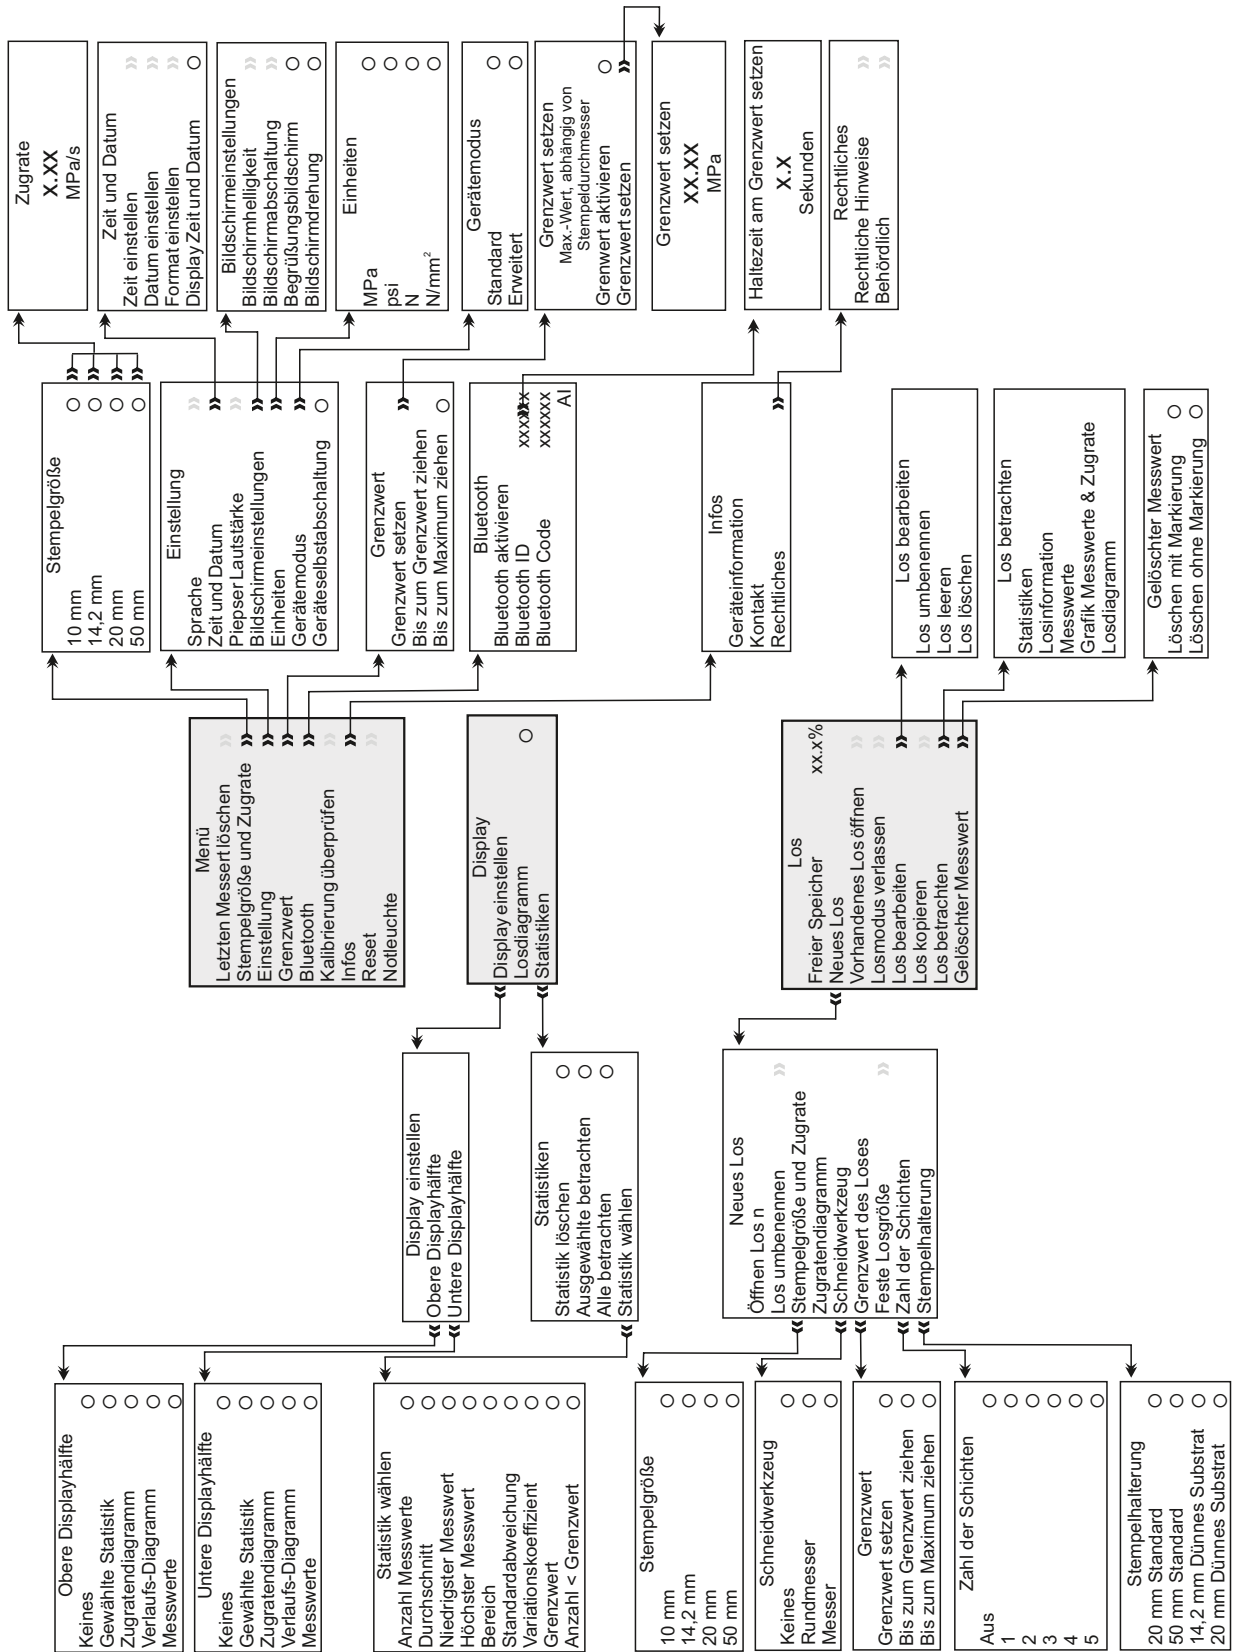 Obere Displayhälfte
Keines
Gewählte Statistik
Zugratendiagramm
Verlaufs-Diagramm
Messwerte
Untere Displayhälfte
Keines
Gewählte Statistik
Zugratendiagramm
Verlaufs-Diagramm
Messwerte
Statistik wählen
Anzahl Messwerte
Durchschnitt
Niedrigster Messwert
Höchster Messwert
Bereich
Standardabweichung
Variationskoeffizient
Grenzwert
Anzahl < Grenzwert
Stempelgröße
10 mm
14,2 mm
20 mm
50 mm
Schneidwerkzeug
Keines
Rundmesser
Messer
Grenzwert
Grenzwert setzen
Bis zum Grenzwert ziehen
Bis zum Maximum ziehen
Zahl der Schichten
Aus
1
2
3
4
5
Stempelhalterung
20 mm Standard
50 mm Standard
14,2 mm Dünnes Substrat
20 mm Dünnes Substrat
Display einstellen
Obere Displayhälfte
Untere Displayhälfte
Statistiken
Statistik löschen
Ausgewählte betrachten
Alle betrachten
Statistik wählen
Neues Los
Öffnen Los n
Los umbenennen
Stempelgröße und Zugrate
Zugratendiagramm
Schneidwerkzeug
Grenzwert des Loses
Feste Losgröße
Zahl der Schichten
Stempelhalterung
Menü
Letzten Messert löschen
Stempelgröße und Zugrate
Einstellung
Grenzwert
Bluetooth
Kalibrierung überprüfen
Infos
Reset
Notleuchte
Display
Display einstellen
Losdiagramm
Statistiken
Los
Freier Speicher xx.x%
Neues Los
Vorhandenes Los öffnen
Losmodus verlassen
Los bearbeiten
Los kopieren
Los betrachten
Gelöschter Messwert
Stempelgröße
10 mm
14,2 mm
20 mm
50 mm
Einstellung
Sprache
Zeit und Datum
Piepser Lautstärke
Bildschirmeinstellungen
Einheiten
Gerätemodus
Geräteselbstabschaltung
Grenzwert
Grenzwert setzen
Bis zum Grenzwert ziehen
Bis zum Maximum ziehen
Bluetooth
Bluetooth aktivieren
Bluetooth ID xxxxxx
Bluetooth Code xxxxxx
AI
Infos
Geräteinformation
Kontakt
Rechtliches
Los bearbeiten
Los umbenennen
Los leeren
Los löschen
Los betrachten
Statistiken
Losinformation
Messwerte
Grafik Messwerte & Zugrate
Losdiagramm
Gelöschter Messwert
Löschen mit Markierung
Löschen ohne Markierung
Zugrate
x.xx
MPa/s
Zeit und Datum
Zeit einstellen
Datum einstellen
Format einstellen
Display Zeit und Datum
Bildschirmeinstellungen
Bildschirmhelligkeit
Bildschirmabschaltung
Begrüßungsbildschirm
Bildschirmdrehung
Einheiten
MPa
psi
N
N/mm²
Gerätemodus
Standard
Erweitert
Grenzwert setzen
Max.-Wert, abhängig von
Stempeldurchmesser
Grenwert aktivieren
Grenzwert setzen
Grenzwert setzen
xx.xx
MPa
Haltezeit am Grenzwert setzen
x.x
Sekunden
Rechtliches
Rechtliche Hinweise
Behördlich